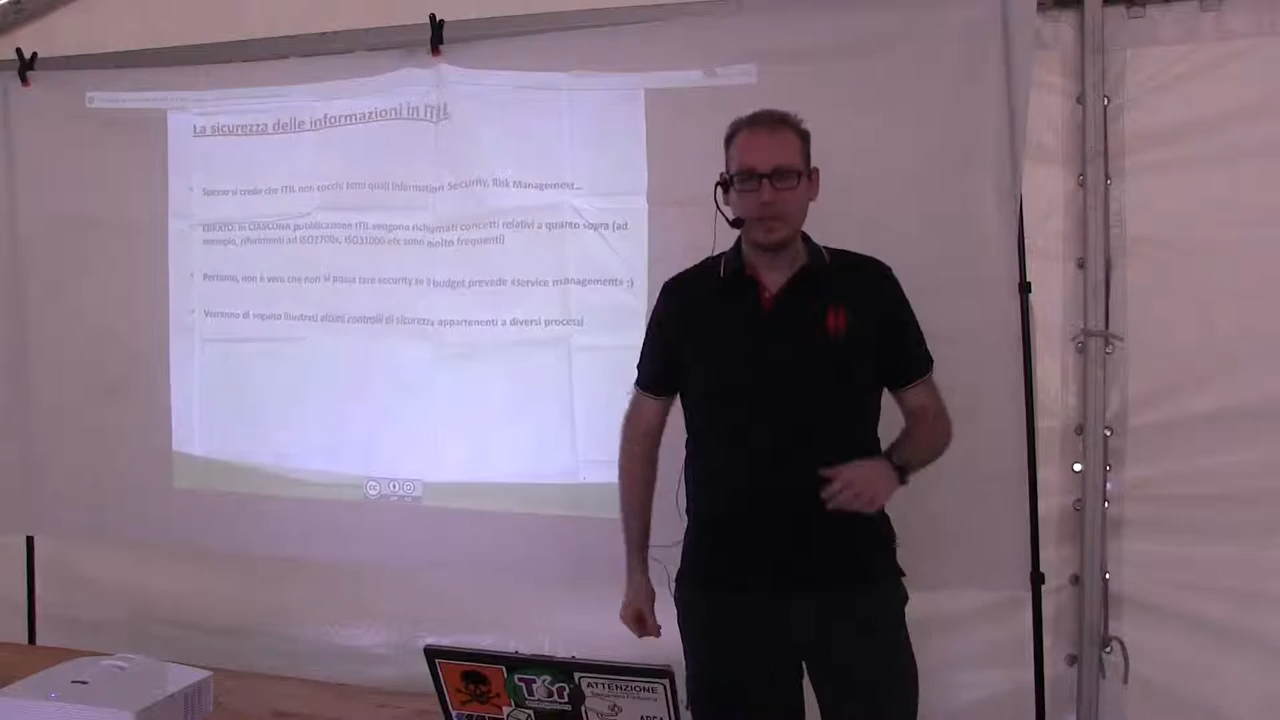 La sicurezza delle informazioni in ITIL
Spesso si crede che ITIL non tocchi temi quali Information Security, Risk Management...
ERRATO: in CIASCUNA pubblicazione ITIL vengono richiamati concetti relativi a quanto sopra (ad
esempio, riferimenti ad ISO2700x, ISO31000 etc sono molto frequenti)
Pertanto, non è vero che non si possa fare security se il budget prevede «service management» ;)
Verranno di seguito illustrati alcuni controlli di sicurezza appartenenti a diversi processi
cc
Tor
ATTENZIONE
AREA